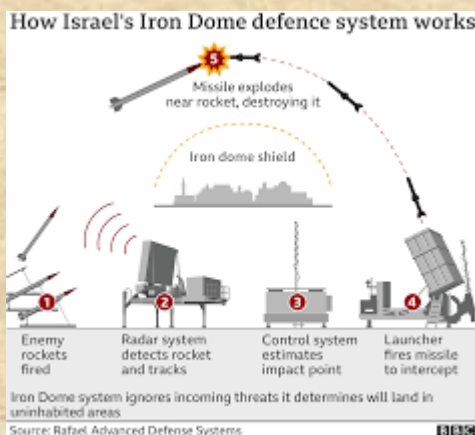 How Israel's Iron Dome defence system works
5
Missile explodes
near rocket, destroying it
Iron dome shield
1
2
3
4
Enemy
rockets
fired
Radar system
detects rocket
and tracks
Control system
estimates
impact point
Launcher
fires missile
to intercept
Iron Dome system ignores incoming threats it determines will land in
uninhabited areas
Source: Rafael Advanced Defense Systems
BBC